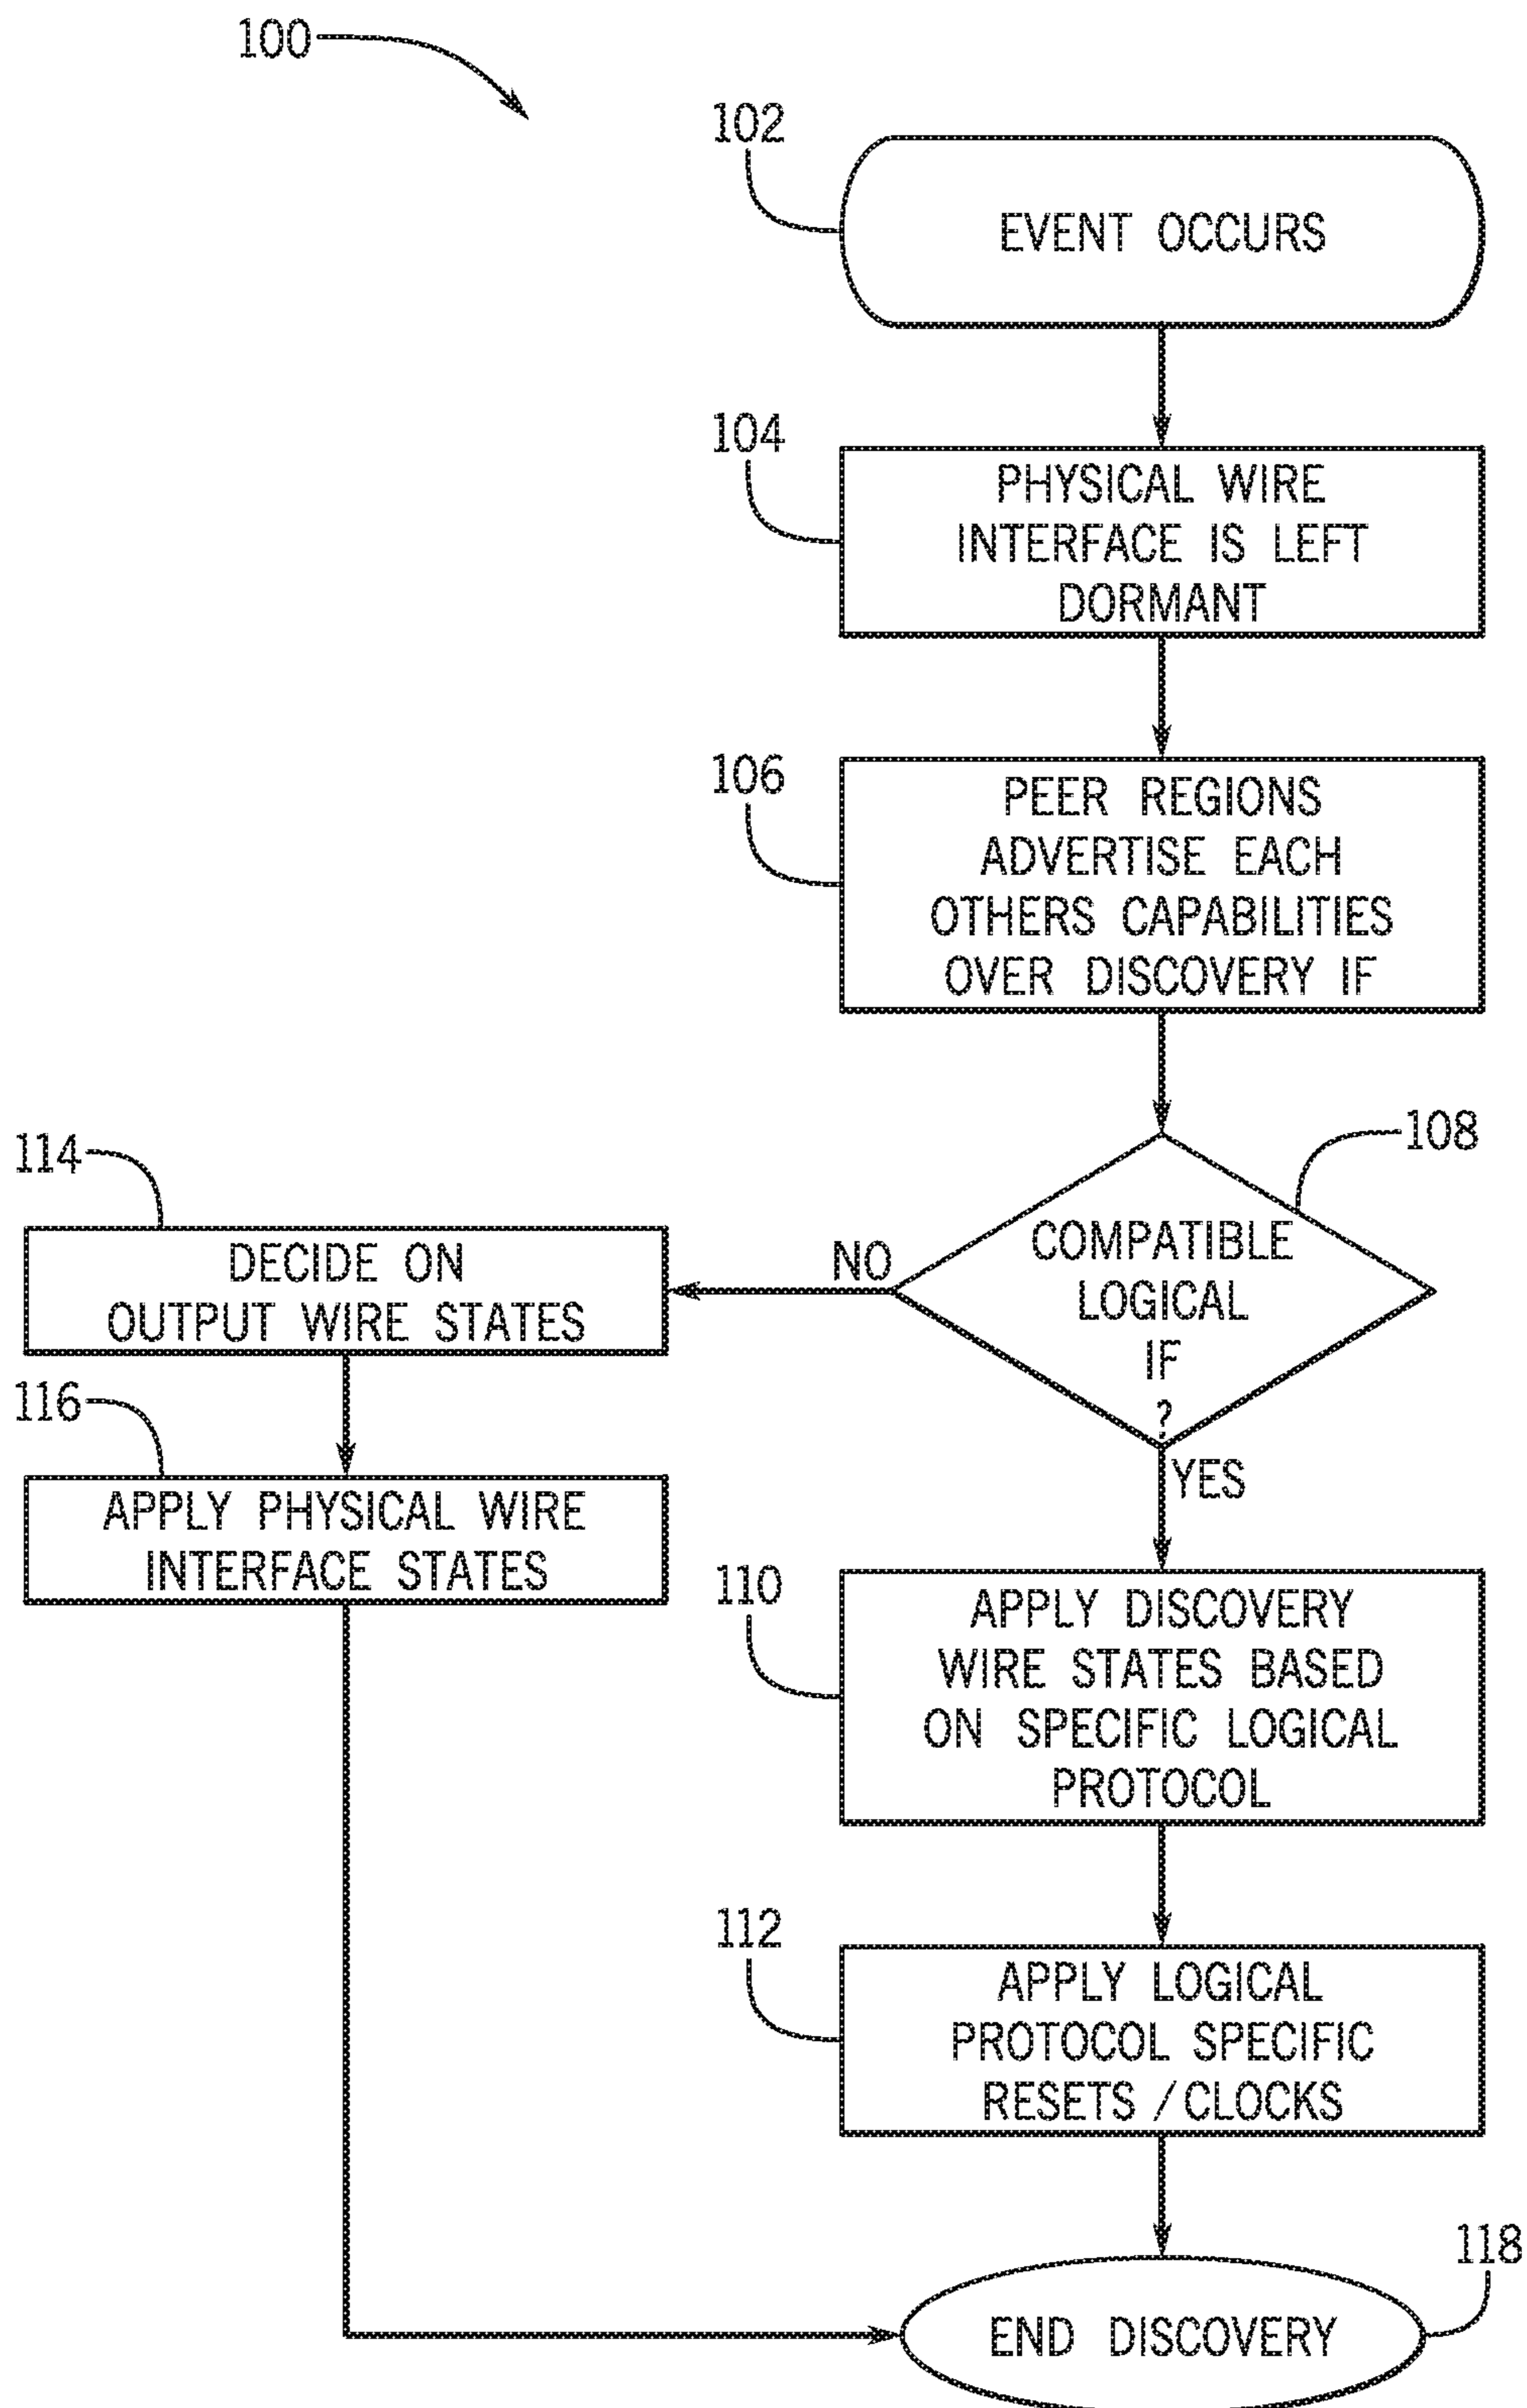 100
102
EVENT OCCURS
104
PHYSICAL WIRE
INTERFACE IS LEFT
DORMANT
106
PEER REGIONS
ADVERTISE EACH
OTHERS CAPABILITIES
OVER DISCOVERY IF
108
COMPATIBLE
LOGICAL
IF
?
NO
YES
114
DECIDE ON
OUTPUT WIRE STATES
116
APPLY PHYSICAL WIRE
INTERFACE STATES
110
APPLY DISCOVERY
WIRE STATES BASED
ON SPECIFIC LOGICAL
PROTOCOL
112
APPLY LOGICAL
PROTOCOL SPECIFIC
RESETS / CLOCKS
118
END DISCOVERY